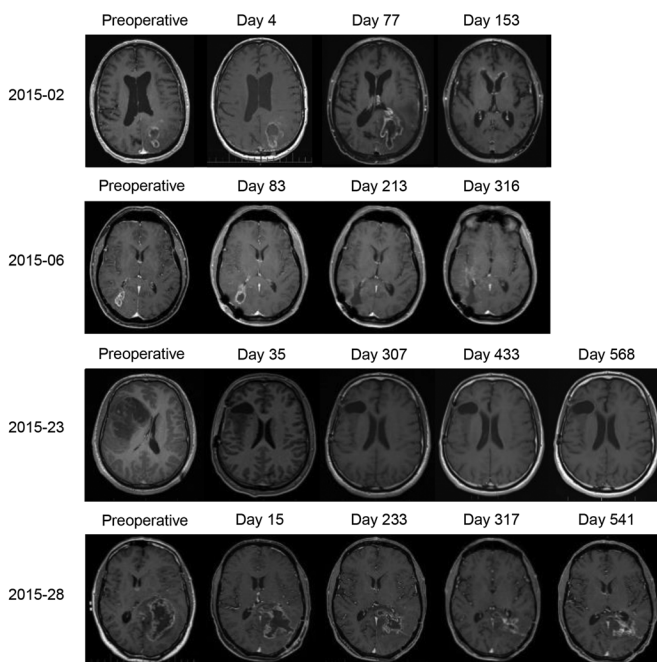 Preoperative Day 4 Day 77 Day 153
2015-02
Preoperative Day 83 Day 213 Day 316
2015-06
Preoperative Day 35 Day 307 Day 433 Day 568
2015-23
Preoperative Day 15 Day 233 Day 317 Day 541
2015-28